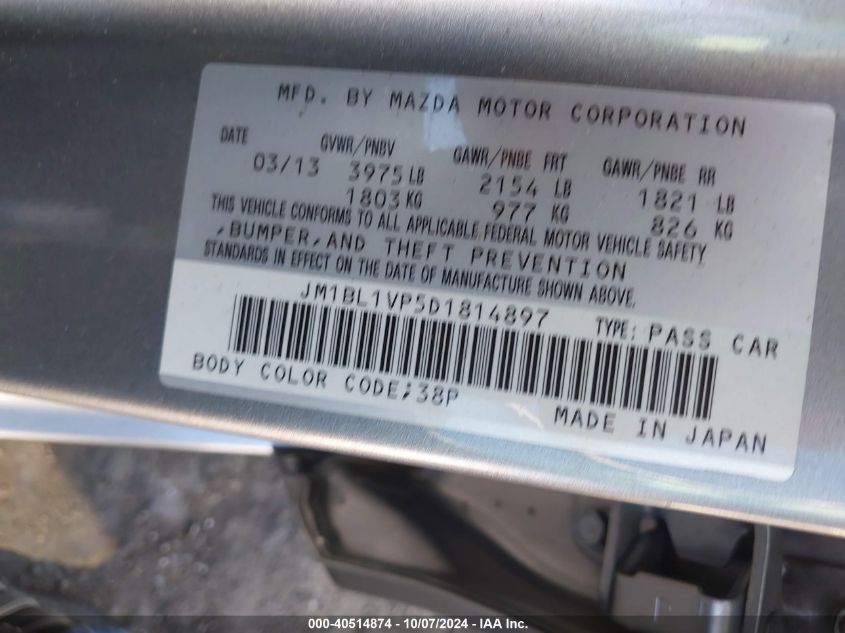 MFD. BY MAZDA MOTOR CORPORATION
DATE GVWR/PNBV GAWR/PNBE FRT GAWR/PNBE RR
03/13 3975 LB 2154 LB 1821 LB
1803 KG 977 KG 826 KG
THIS VEHICLE CONFORMS TO ALL APPLICABLE FEDERAL MOTOR VEHICLE SAFETY
,BUMPER,AND THEFT PREVENTION
STANDARDS IN EFFECT ON THE DATE OF MANUFACTURE SHOWN ABOVE.
JM1BL1VP5D1814897 TYPE: PASS CAR
BODY COLOR CODE;38P
MADE IN JAPAN
000-40514874 - 10/07/2024 - IAA Inc.